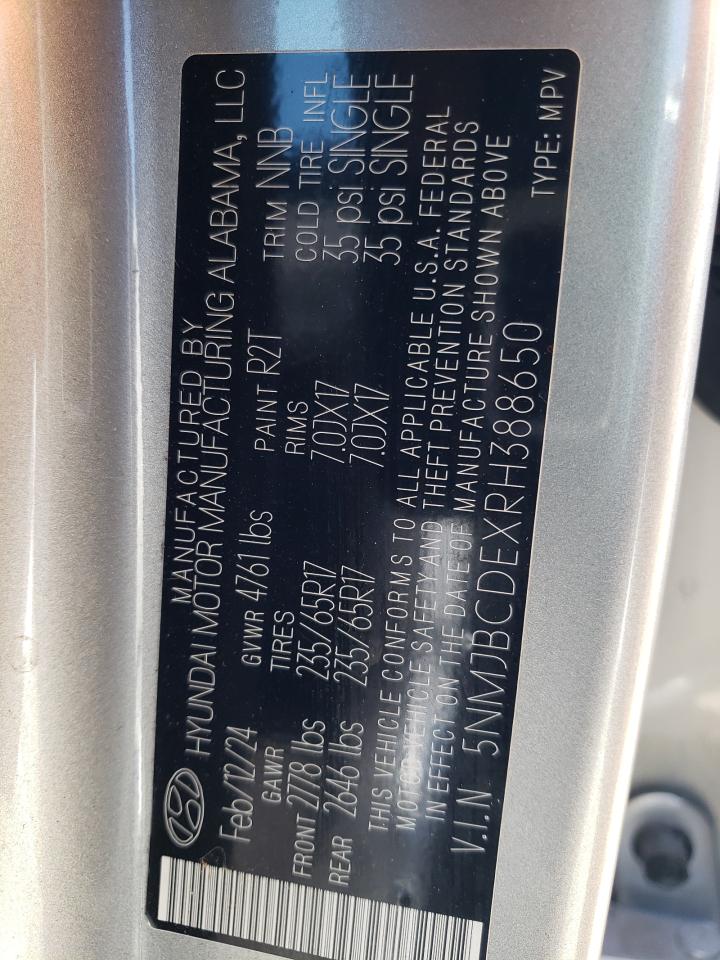 MANUFACTURED BY
HYUNDAI MOTOR MANUFACTURING ALABAMA, LLC
Feb/12/24 GVWR 4761 lbs PAINT R2T TRIM NNB
GAWR TIRES RIMS COLD TIRE INFL
FRONT 2778 lbs 235/65R17 7.0JX17 35 psi SINGLE
REAR 2646 lbs 235/65R17 7.0JX17 35 psi SINGLE
THIS VEHICLE CONFORMS TO ALL APPLICABLE U.S.A. FEDERAL
MOTOR VEHICLE SAFETY AND THEFT PREVENTION STANDARDS
IN EFFECT ON THE DATE OF MANUFACTURE SHOWN ABOVE
V.I.N 5NMJBCDEXRH388650 TYPE: MPV